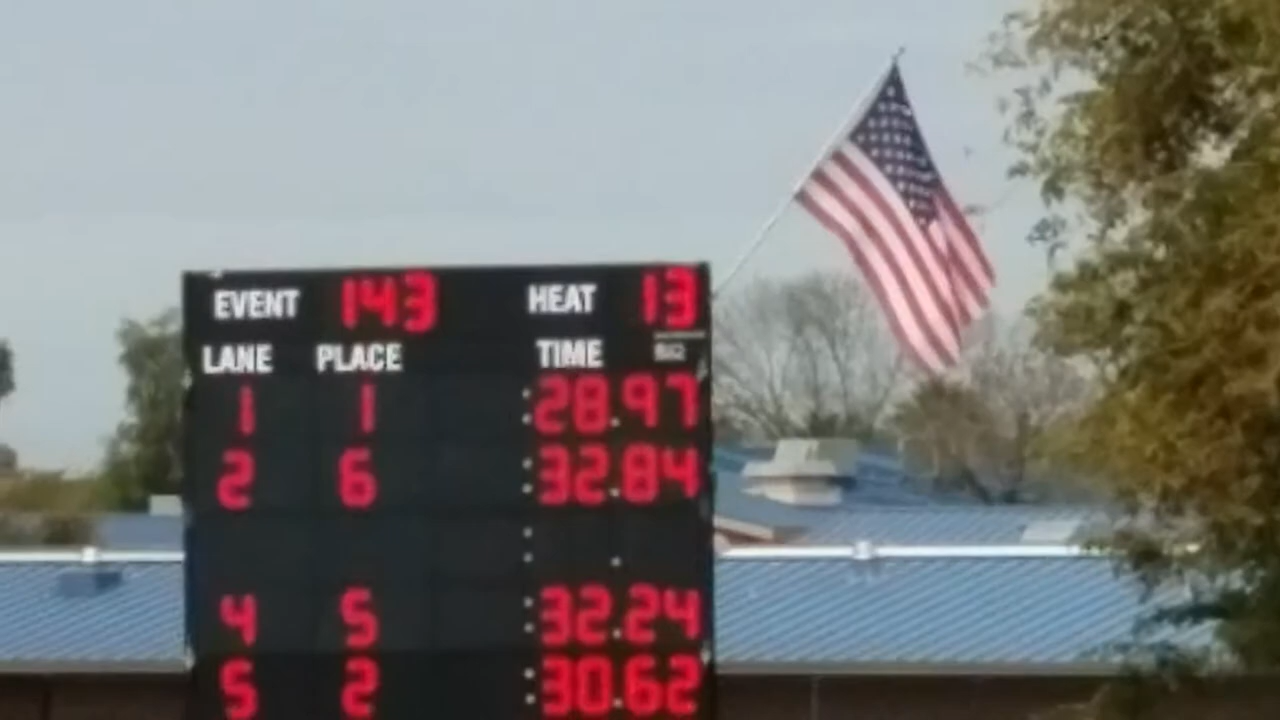 EVENT 143 HEAT 13
LANE PLACE TIME
1 1 :28.97
2 6 :32.84
: .
4 5 :32.24
5 2 :30.62